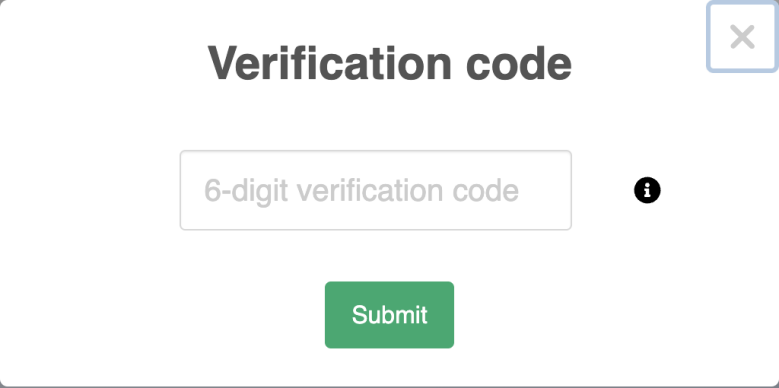 Verification code
6-digit verification code
Submit